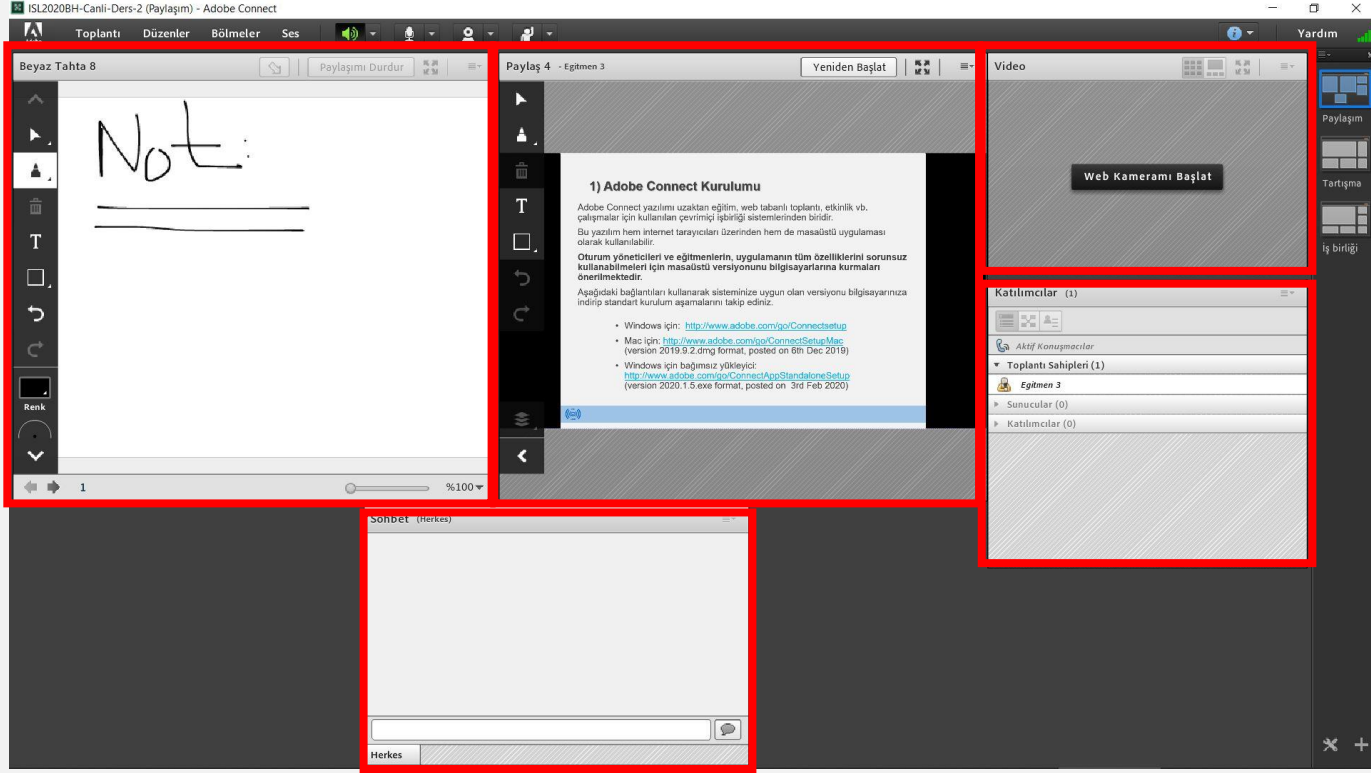 ISL2020BH-Canli-Ders-2 (Paylaşım) - Adobe Connect
Toplantı Düzenler Bölmeler Ses Yardım
Beyaz Tahta 8 Paylaşımı Durdur
Not:
T
Renk
1 %100
Paylaş 4 - Egitmen 3 Yeniden Başlat
T
1) Adobe Connect Kurulumu
Adobe Connect yazılımı uzaktan eğitim, web tabanlı toplantı, etkinlik vb.
çalışmalar için kullanılan çevrimiçi işbirliği sistemlerinden biridir.
Bu yazılım hem internet tarayıcıları üzerinden hem de masaüstü uygulaması
olarak kullanılabilir.
Oturum yöneticileri ve eğitmenlerin, uygulamanın tüm özelliklerini sorunsuz
kullanabilmeleri için masaüstü versiyonunu bilgisayarlarına kurmaları
önerilmektedir.
Aşağıdaki bağlantıları kullanarak sisteminize uygun olan versiyonu bilgisayarınıza
indirip standart kurulum aşamalarını takip ediniz.
• Windows için: http://www.adobe.com/go/Connectsetup
• Mac için: http://www.adobe.com/go/ConnectSetupMac
(version 2019.9.2.dmg format, posted on 6th Dec 2019)
• Windows için bağımsız yükleyici:
http://www.adobe.com/go/ConnectAppStandaloneSetup
(version 2020.1.5.exe format, posted on 3rd Feb 2020)
Video
Web Kameramı Başlat
Katılımcılar (1)
Aktif Konuşmacılar
Toplantı Sahipleri (1)
Egitmen 3
Sunucular (0)
Katılımcılar (0)
Paylaşım
Tartışma
İş birliği
Sohbet (Herkes)
Herkes